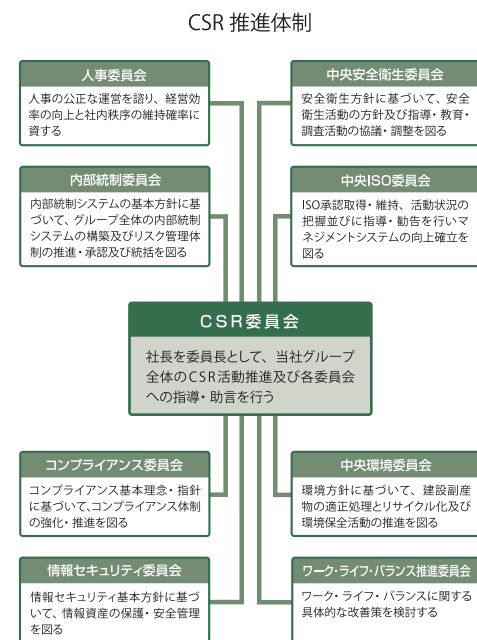 CSR 推進体制
人事委員会
人事の公正な運営を諮り、経営効
率の向上と社内秩序の維持確率に
資する
中央安全衛生委員会
安全衛生方針に基づいて、安全
衛生活動の方針及び指導・教育・
調査活動の協議・調整を図る
内部統制委員会
内部統制システムの基本方針に基
づいて、グループ全体の内部統制
システムの構築及びリスク管理体
制の推進・承認及び統括を図る
中央ISO委員会
ISO承認取得・維持、活動状況の
把握並びに指導・勧告を行いマ
ネジメントシステムの向上確立を
図る
CSR委員会
社長を委員長として、当社グループ
全体のCSR活動推進及び各委員会
への指導・助言を行う
コンプライアンス委員会
コンプライアンス基本理念・指針
に基づいて、コンプライアンス体制
の強化・推進を図る
中央環境委員会
環境方針に基づいて、建設副産
物の適正処理とリサイクル化及び
環境保全活動の推進を図る
情報セキュリティ委員会
情報セキュリティ基本方針に基づ
いて、情報資産の保護・安全管理
を図る
ワーク・ライフ・バランス推進委員会
ワーク・ライフ・バランスに関する
具体的な改善策を検討する